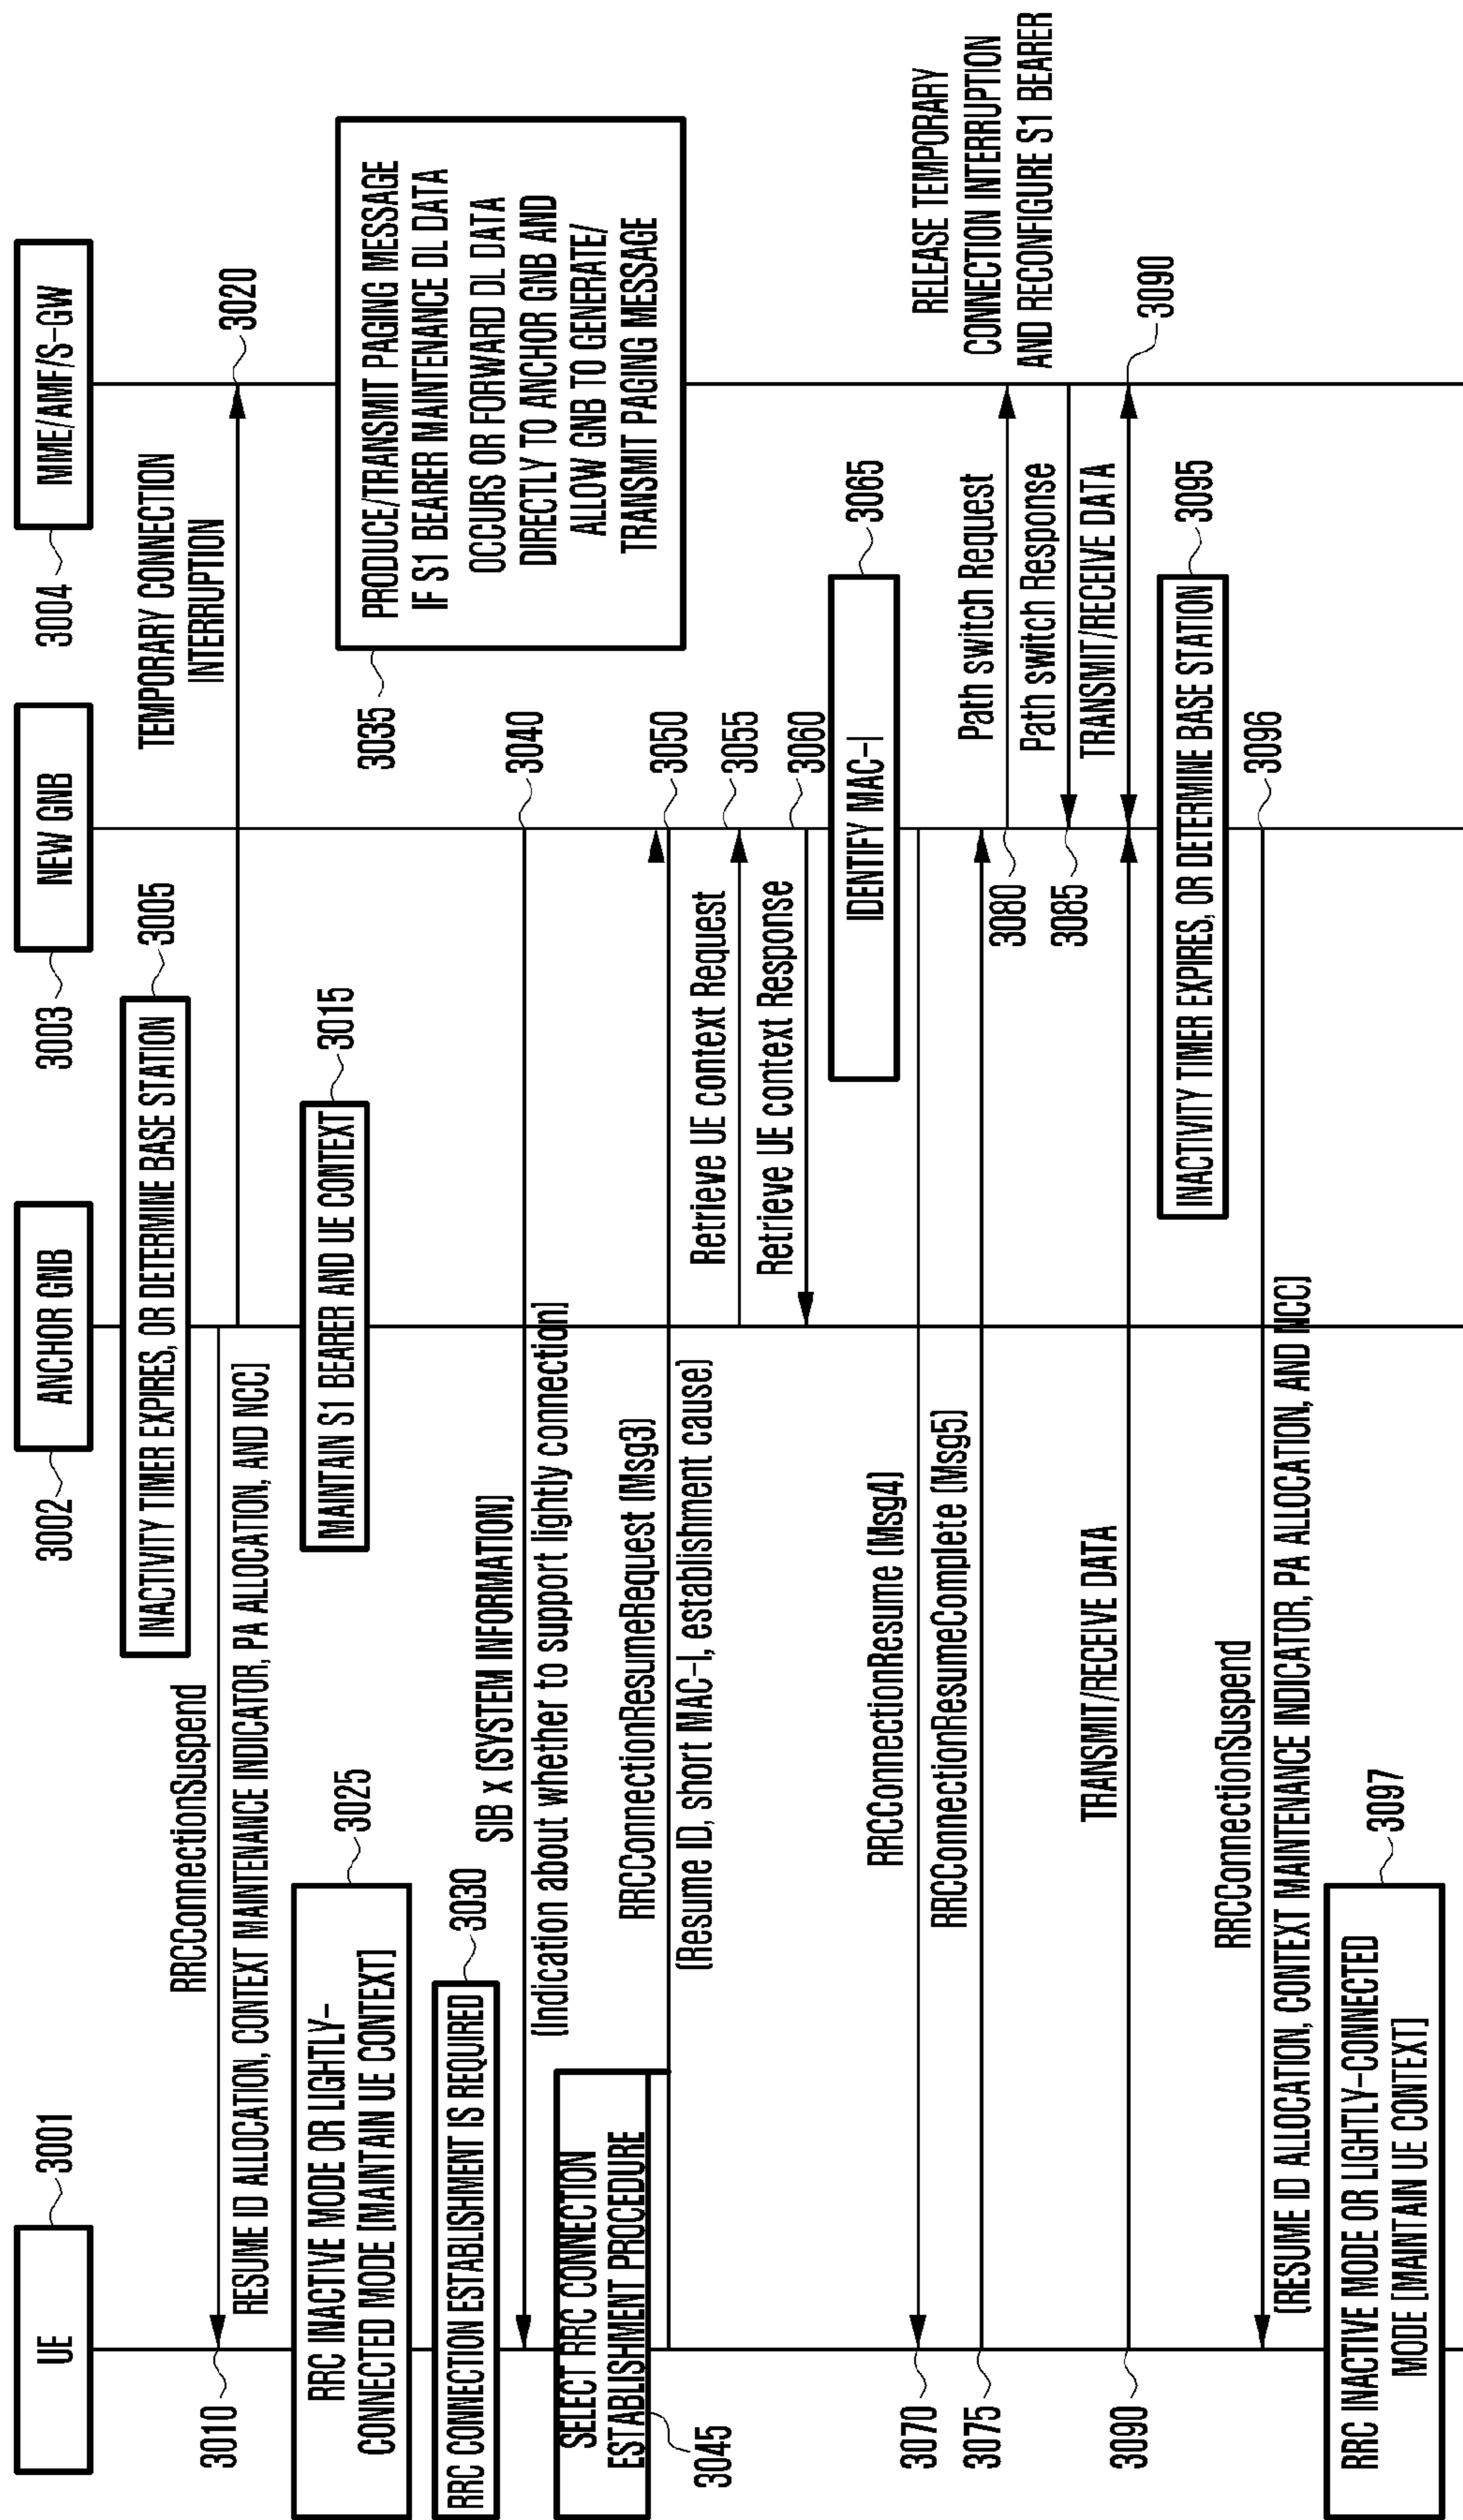 UE
3001
ANCHOR GNB
3002
NEW GNB
3003
MME/AMF/S-GW
3004
INACTIVITY TIMER EXPIRES, OR DETERMINE BASE STATION
3005
RRCConnectionSuspend
3010
RESUME ID ALLOCATION, CONTEXT MAINTENANCE INDICATOR, PA ALLOCATION, AND NCC]
TEMPORARY CONNECTION
INTERRUPTION
3020
MAINTAIN S1 BEARER AND UE CONTEXT
3015
RRC INACTIVE MODE OR LIGHTLY-
CONNECTED MODE [MAINTAIN UE CONTEXT]
3025
PRODUCE/TRANSMIT PAGING MESSAGE
IF S1 BEARER MAINTENANCE DL DATA
OCCURS OR FORWARD DL DATA
DIRECTLY TO ANCHOR GNB AND
ALLOW GNB TO GENERATE/
TRANSMIT PAGING MESSAGE
3035
RRC CONNECTION ESTABLISHMENT IS REQUIRED
3030
SIB x (SYSTEM INFORMATION)
3040
(Indication about whether to support lightly connection)
SELECT RRC CONNECTION
ESTABLISHMENT PROCEDURE
3045
RRCConnectionResumeRequest (Msg3)
3050
(Resume ID, short MAC-I, establishment cause)
Retrieve UE context Request
3055
Retrieve UE context Response
3060
IDENTIFY MAC-I
3065
RRCConnectionResume (Msg4)
3070
RRCConnectionResumeComplete (Msg5)
3075
Path switch Request
3080
RELEASE TEMPORARY
CONNECTION INTERRUPTION
AND RECONFIGURE S1 BEARER
Path switch Response
3085
TRANSMIT/RECEIVE DATA
3090
TRANSMIT/RECEIVE DATA
3090
INACTIVITY TIMER EXPIRES, OR DETERMINE BASE STATION
3095
RRCConnectionSuspend
3096
(RESUME ID ALLOCATION, CONTEXT MAINTENANCE INDICATOR, PA ALLOCATION, AND NCC)
RRC INACTIVE MODE OR LIGHTLY-CONNECTED
MODE [MAINTAIN UE CONTEXT]
3097